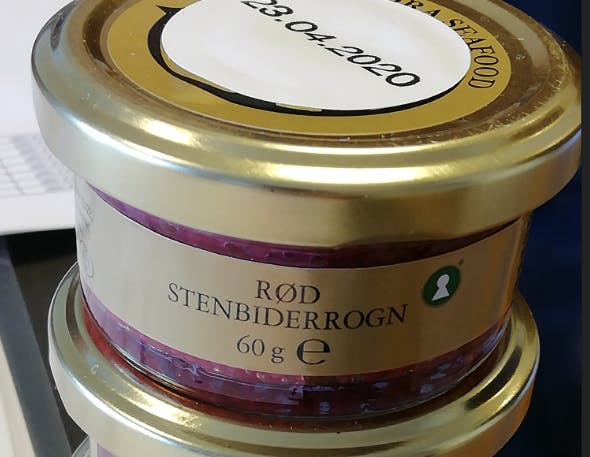 23.04.2020
SEAFOOD
RØD
STENBIDERROGN
60 g e